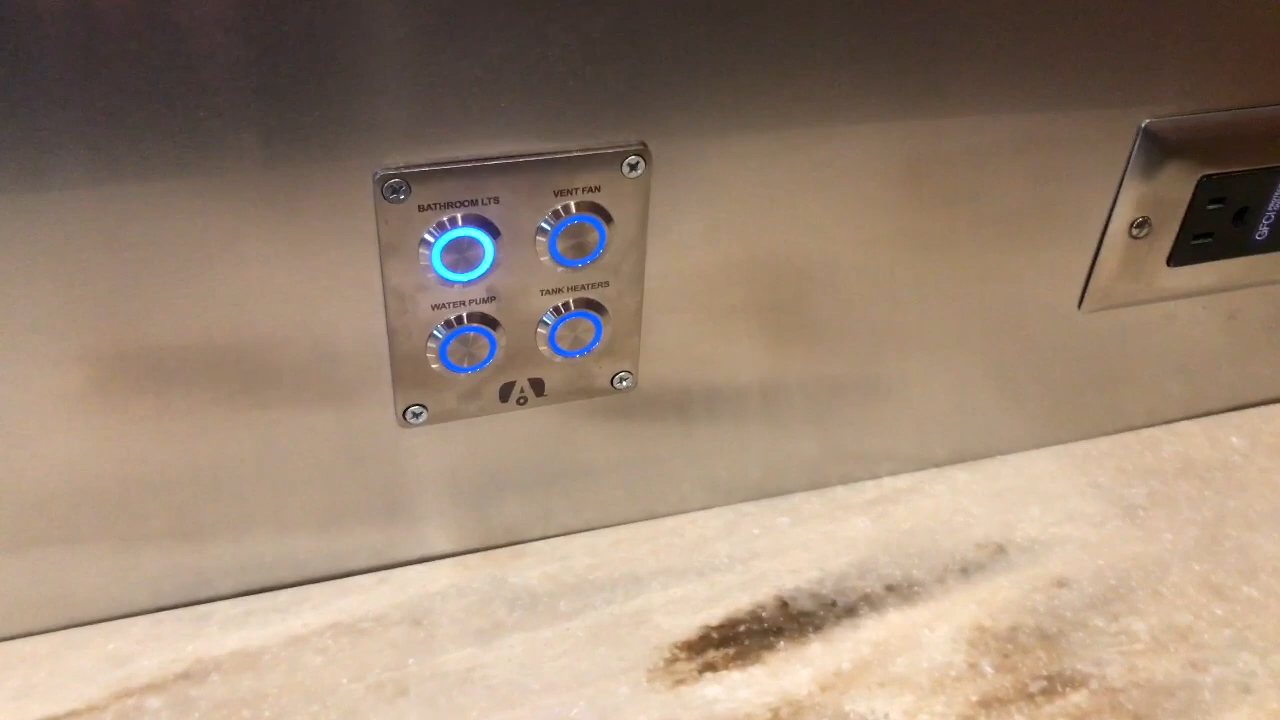 BATHROOM LTS
VENT FAN
WATER PUMP
TANK HEATERS
GFCI